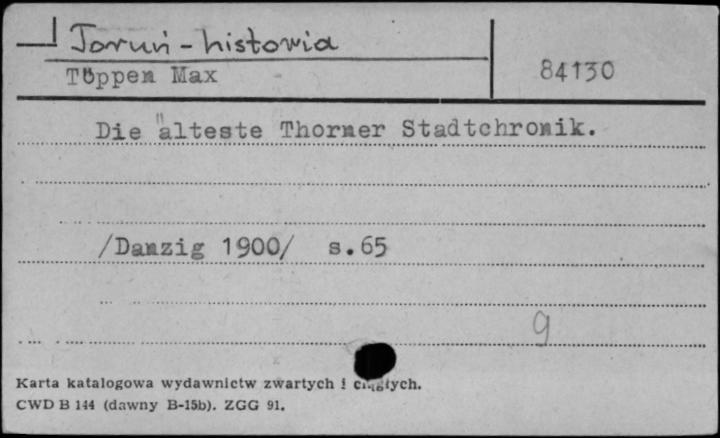 Toruń - historia
Töppen Max 84130
Die älteste Thorner Stadtchronik.
/Danzig 1900/ s.65
9
Karta katalogowa wydawnictw zwartych i ciągłych.
CWD B 144 (dawny B-15b). ZGG 91.